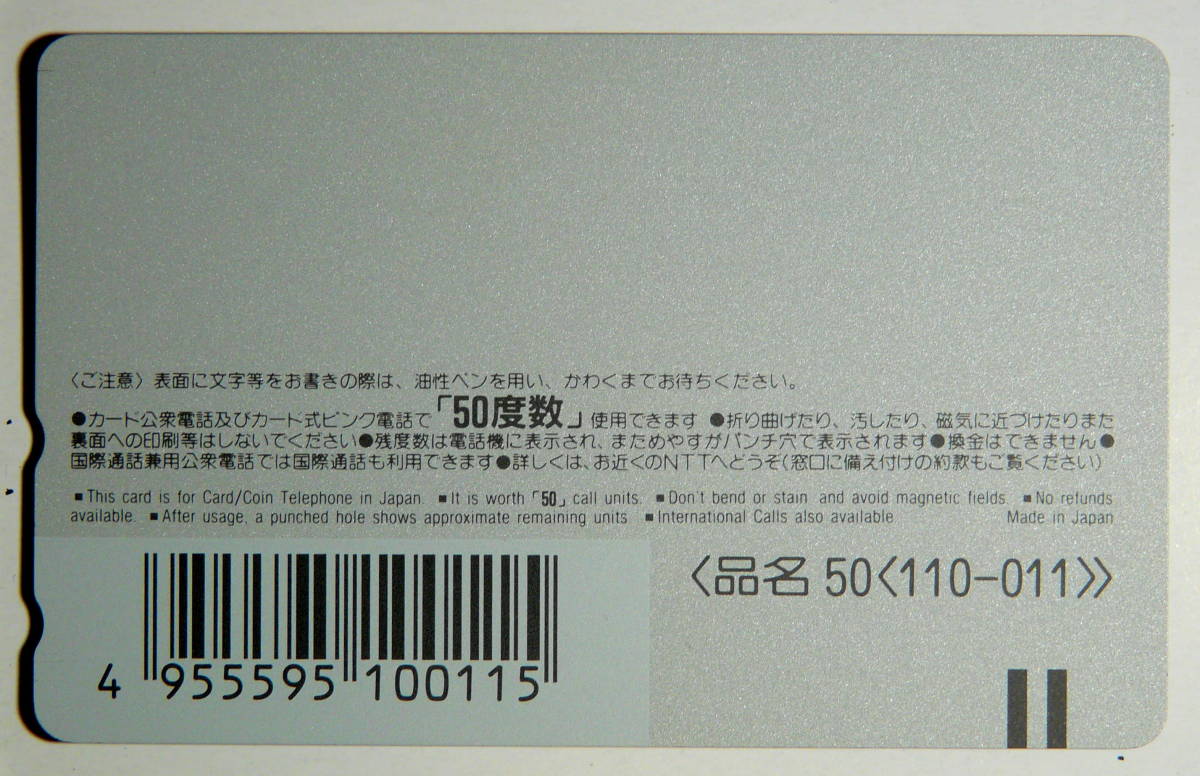 〈ご注意〉表面に文字等をお書きの際は、油性ペンを用い、かわくまでお待ちください。
●カード公衆電話及びカード式ピンク電話で「50度数」使用できます ●折り曲げたり、汚したり、磁気に近づけたりまた
裏面への印刷等はしないでください●残度数は電話機に表示され、まためやすがパンチ穴で表示されます●換金はできません●
国際通話兼用公衆電話では国際通話も利用できます●詳しくは、お近くのNTTへどうぞ(窓口に備え付けの約款もご覧ください)
■This card is for Card/Coin Telephone in Japan. ■It is worth「50」call units. ■Don't bend or stain and avoid magnetic fields. ■No refunds
available. ■After usage, a punched hole shows approximate remaining units. ■International Calls also available Made in Japan
〈品名 50〈110-011〉〉
4 955595 100115